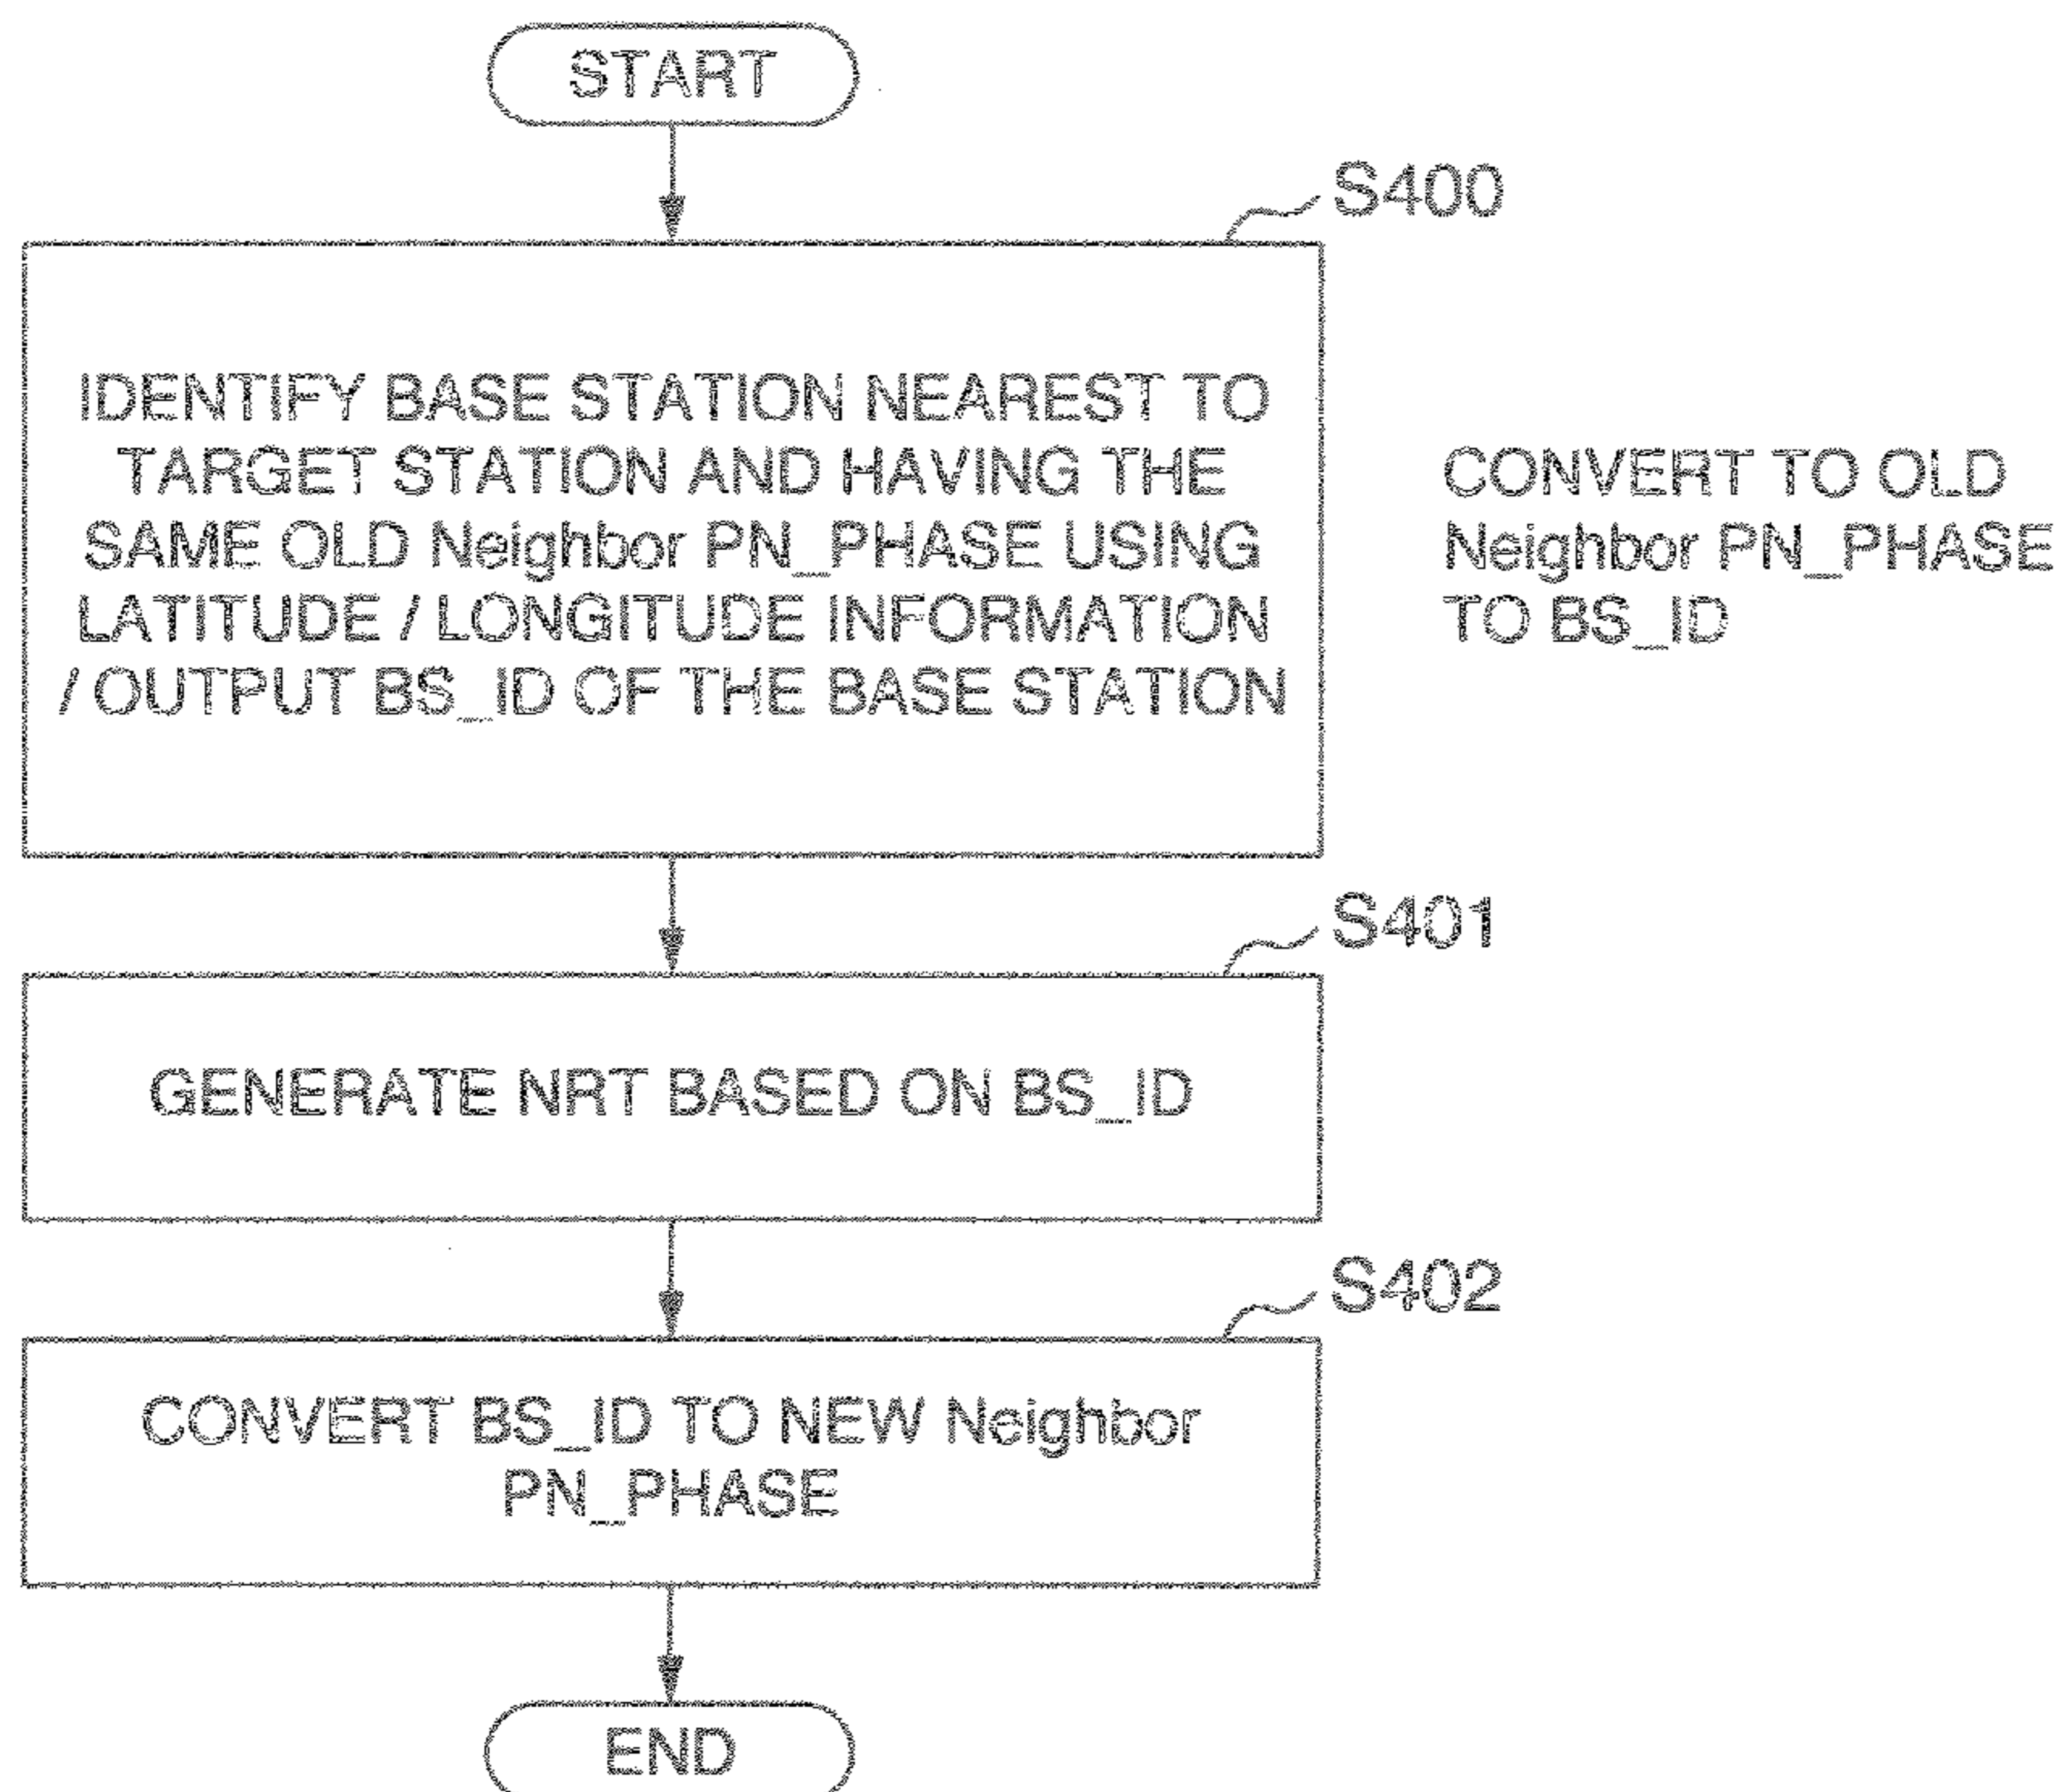 START
S400
IDENTIFY BASE STATION NEAREST TO
TARGET STATION AND HAVING THE
SAME OLD Neighbor PN_PHASE USING
LATITUDE / LONGITUDE INFORMATION
/ OUTPUT BS_ID OF THE BASE STATION
CONVERT TO OLD
Neighbor PN_PHASE
TO BS_ID
S401
GENERATE NRT BASED ON BS_ID
S402
CONVERT BS_ID TO NEW Neighbor
PN_PHASE
END